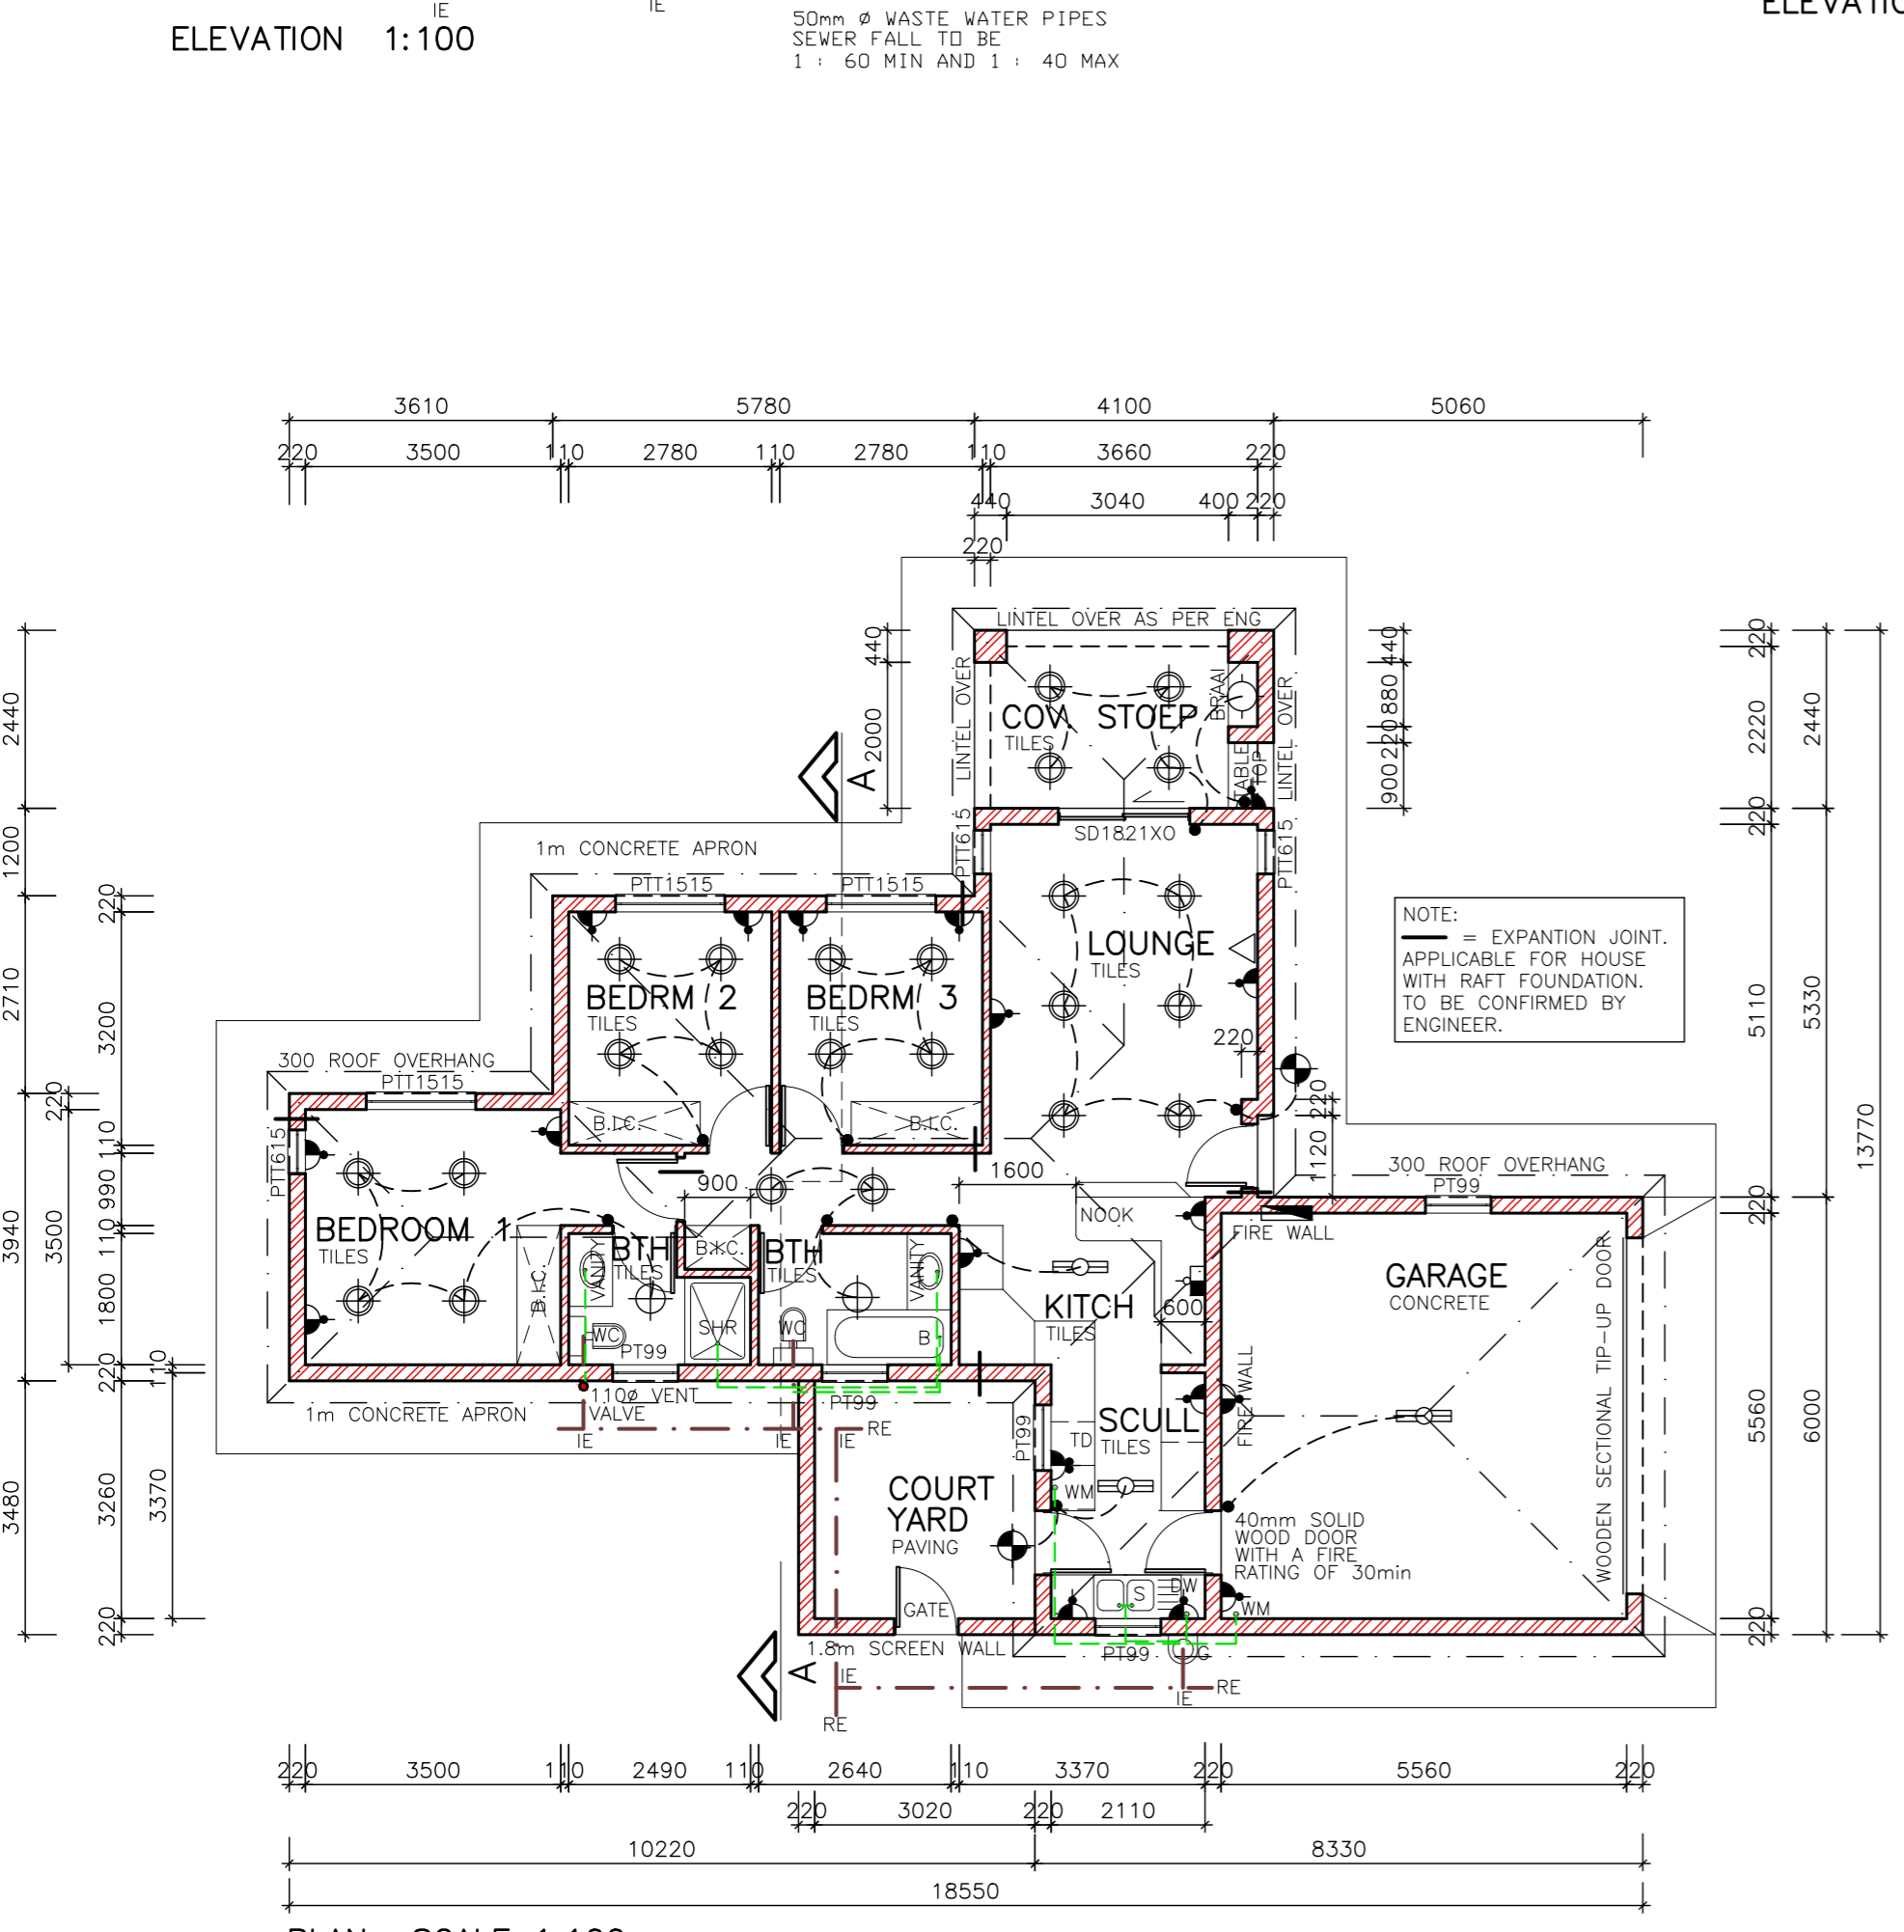 IE
IE
ELEVATION 1:100
50mm Ø WASTE WATER PIPES
SEWER FALL TO BE
1 : 60 MIN AND 1 : 40 MAX
3610 5780 4100 5060
220 3500 110 2780 110 2780 110 3660 220
440 3040 400 220
220
LINTEL OVER AS PER ENG
LINTEL OVER
LINTEL OVER
440
2000
COV. STOEP
TILES
BRAAI
TABLE
TOP
440
880
220
900
A
PTT615
SD1821XO
PTT615
1m CONCRETE APRON
PTT1515
PTT1515
LOUNGE
TILES
NOTE:
= EXPANTION JOINT.
APPLICABLE FOR HOUSE
WITH RAFT FOUNDATION.
TO BE CONFIRMED BY
ENGINEER.
BEDRM 2
TILES
BEDRM 3
TILES
220
300 ROOF OVERHANG
PTT1515
B.I.C.
B.I.C.
220
1120
PTT615
900
1600
300 ROOF OVERHANG
PT99
BEDROOM 1
TILES
B.I.C.
BTH
TILES
VANITY
B.I.C.
BTH
TILES
VANITY
NOOK
FIRE WALL
GARAGE
CONCRETE
KITCH
TILES
600
WC
PT99
SHR
WC
B
FIRE WALL
WOODEN SECTIONAL TIP-UP DOOR
1m CONCRETE APRON
110ø VENT
VALVE
PT99
IE
IE
IE
RE
PT99
TD
SCULL
TILES
WM
COURT
YARD
PAVING
40mm SOLID
WOOD DOOR
WITH A FIRE
RATING OF 30min
GATE
S
DW
WM
1.8m SCREEN WALL
PT99
G
A
IE
RE
IE
RE
2440
1200
2710
3940
3480
220
3500
220
3200
110
990
110
1800
220
3260
220
110
3370
220
2220
220
5110
220
5560
220
2440
5330
6000
13770
220 3500 110 2490 110 2640 110 3370 220 5560 220
220 3020 220 2110
10220 8330
18550